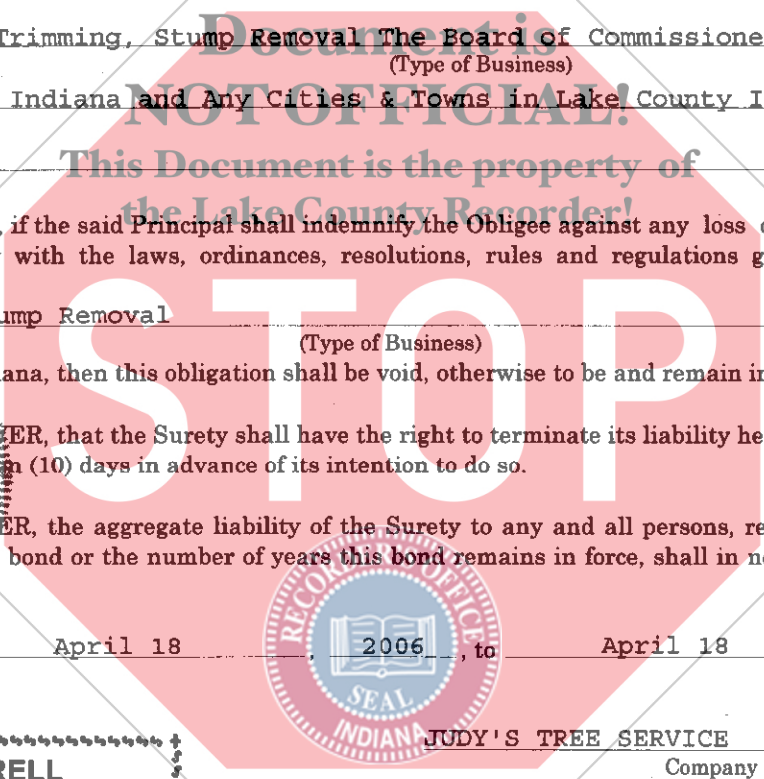 Trimming, Stump Removal The Board of Commissione
Document is
(Type of Business)
Indiana and Any Cities & Towns in Lake County I
NOT OFFICIAL!
This Document is the property of
the Lake County Recorder!
, if the said Principal shall indemnify the Obligee against any loss
with the laws, ordinances, resolutions, rules and regulations g
ump Removal
STOP
(Type of Business)
ana, then this obligation shall be void, otherwise to be and remain in
ER, that the Surety shall have the right to terminate its liability he
n (10) days in advance of its intention to do so.
ER, the aggregate liability of the Surety to any and all persons, re
bond or the number of years this bond remains in force, shall in n
RECORDER'S OFFICE
April 18, 2006, to April 18
SEAL
INDIANA
JUDY'S TREE SERVICE
Company
RELL